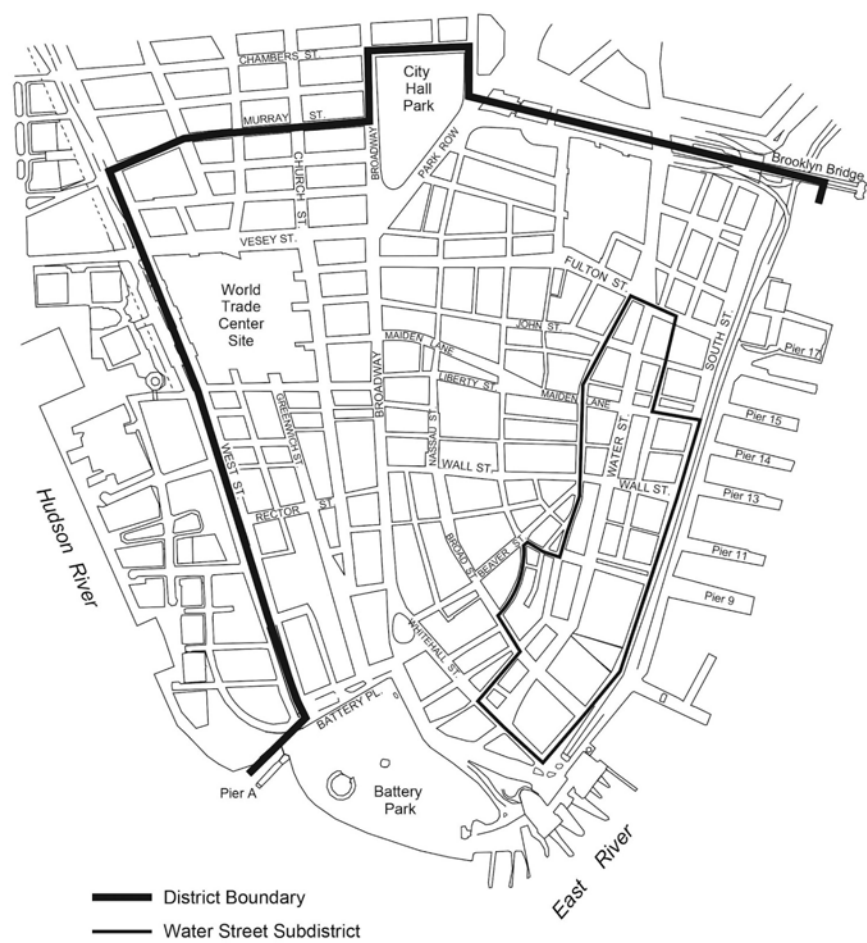 CHAMBERS ST.
City
Hall
Park
MURRAY ST.
BROADWAY
PARK ROW
Brooklyn Bridge
CHURCH ST.
VESEY ST.
FULTON ST.
World
Trade
Center
Site
JOHN ST.
SOUTH ST.
MAIDEN LANE
Pier 17
BROADWAY
LIBERTY ST.
MAIDEN LANE
GREENWICH ST.
NASSAU ST
WATER ST.
Pier 15
WEST ST.
WALL ST.
Pier 14
WALL ST.
Pier 13
RECTOR ST
Hudson River
BROAD ST.
BEAVER ST.
Pier 11
Pier 9
WHITEHALL ST.
BATTERY PL.
Pier A
Battery
Park
East River
District Boundary
Water Street Subdistrict